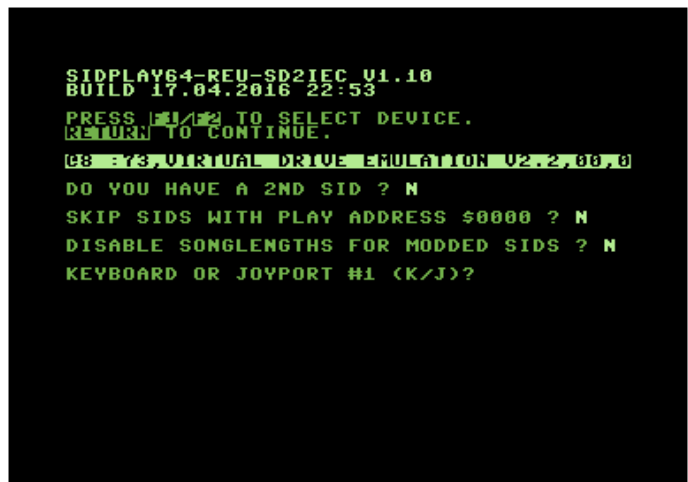 SIDPLAY64-REU-SD2IEC V1.10
BUILD 17.04.2016 22:53
PRESS F1/F2 TO SELECT DEVICE.
RETURN TO CONTINUE.
@8 :73,VIRTUAL DRIVE EMULATION V2.2,00,0
DO YOU HAVE A 2ND SID ? N
SKIP SIDS WITH PLAY ADDRESS $0000 ? N
DISABLE SONGLENGTHS FOR MODDED SIDS ? N
KEYBOARD OR JOYPORT #1 (K/J)?